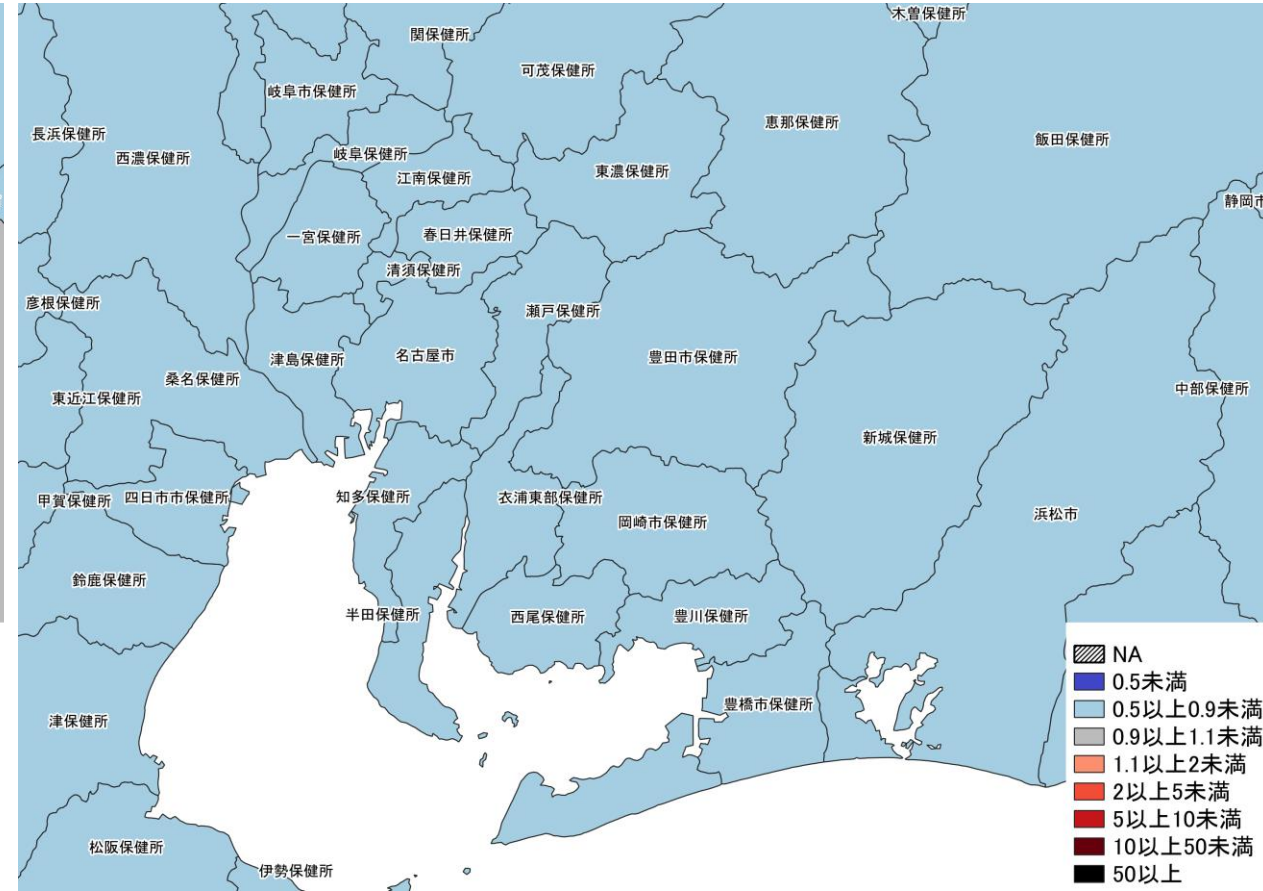 木曽保健所
関保健所
可茂保健所
岐阜市保健所
恵那保健所
長浜保健所
飯田保健所
西濃保健所
岐阜保健所
東濃保健所
江南保健所
静岡市
一宮保健所
春日井保健所
清須保健所
彦根保健所
瀬戸保健所
津島保健所
名古屋市
豊田市保健所
桑名保健所
中部保健所
東近江保健所
新城保健所
甲賀保健所
四日市市保健所
知多保健所
衣浦東部保健所
浜松市
岡崎市保健所
鈴鹿保健所
半田保健所
西尾保健所
豊川保健所
津保健所
豊橋市保健所
松阪保健所
伊勢保健所
NA
0.5未満
0.5以上0.9未満
0.9以上1.1未満
1.1以上2未満
2以上5未満
5以上10未満
10以上50未満
50以上